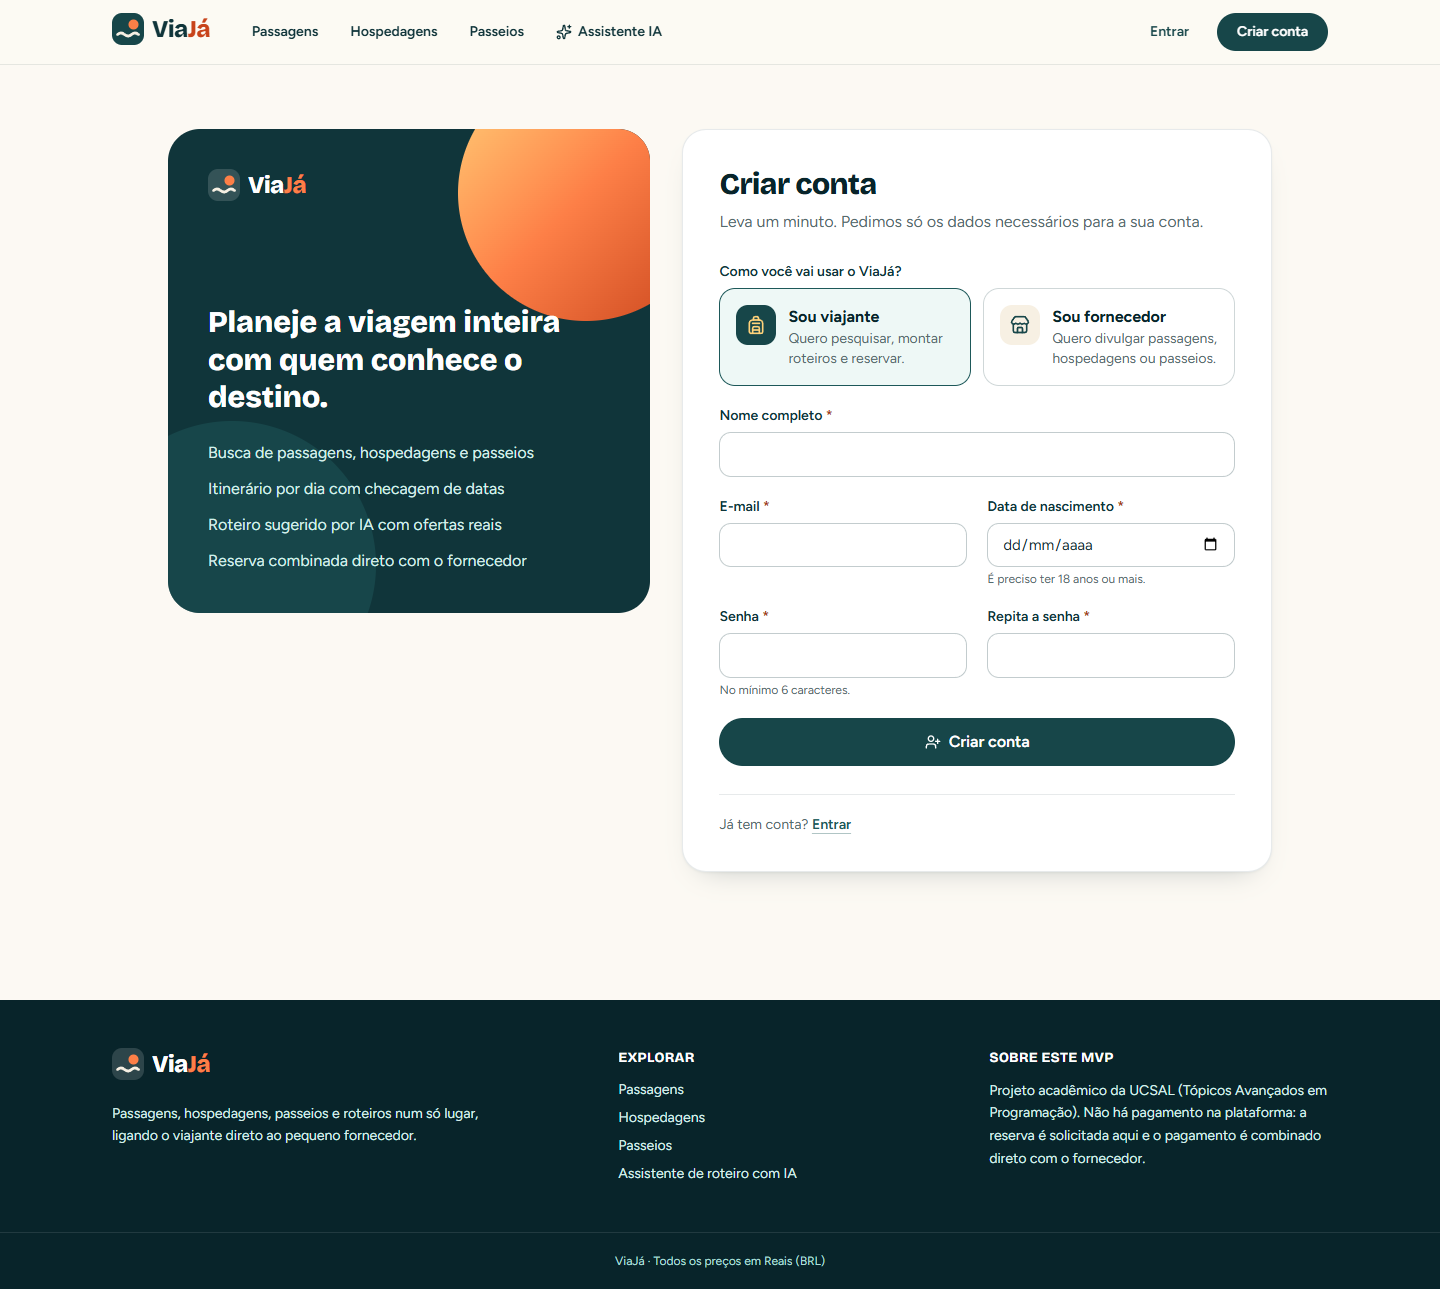 ViaJá
Passagens
Hospedagens
Passeios
Assistente IA
Entrar
Criar conta
ViaJá
Planeje a viagem inteira
com quem conhece o
destino.
Busca de passagens, hospedagens e passeios
Itinerário por dia com checagem de datas
Roteiro sugerido por IA com ofertas reais
Reserva combinada direto com o fornecedor
Criar conta
Leva um minuto. Pedimos só os dados necessários para a sua conta.
Como você vai usar o ViaJá?
Sou viajante
Quero pesquisar, montar
roteiros e reservar.
Sou fornecedor
Quero divulgar passagens,
hospedagens ou passeios.
Nome completo *
E-mail *
Data de nascimento *
dd/mm/aaaa
É preciso ter 18 anos ou mais.
Senha *
Repita a senha *
No mínimo 6 caracteres.
Criar conta
Já tem conta? Entrar
ViaJá
Passagens, hospedagens, passeios e roteiros num só lugar,
ligando o viajante direto ao pequeno fornecedor.
EXPLORAR
Passagens
Hospedagens
Passeios
Assistente de roteiro com IA
SOBRE ESTE MVP
Projeto acadêmico da UCSAL (Tópicos Avançados em
Programação). Não há pagamento na plataforma: a
reserva é solicitada aqui e o pagamento é combinado
direto com o fornecedor.
ViaJá · Todos os preços em Reais (BRL)